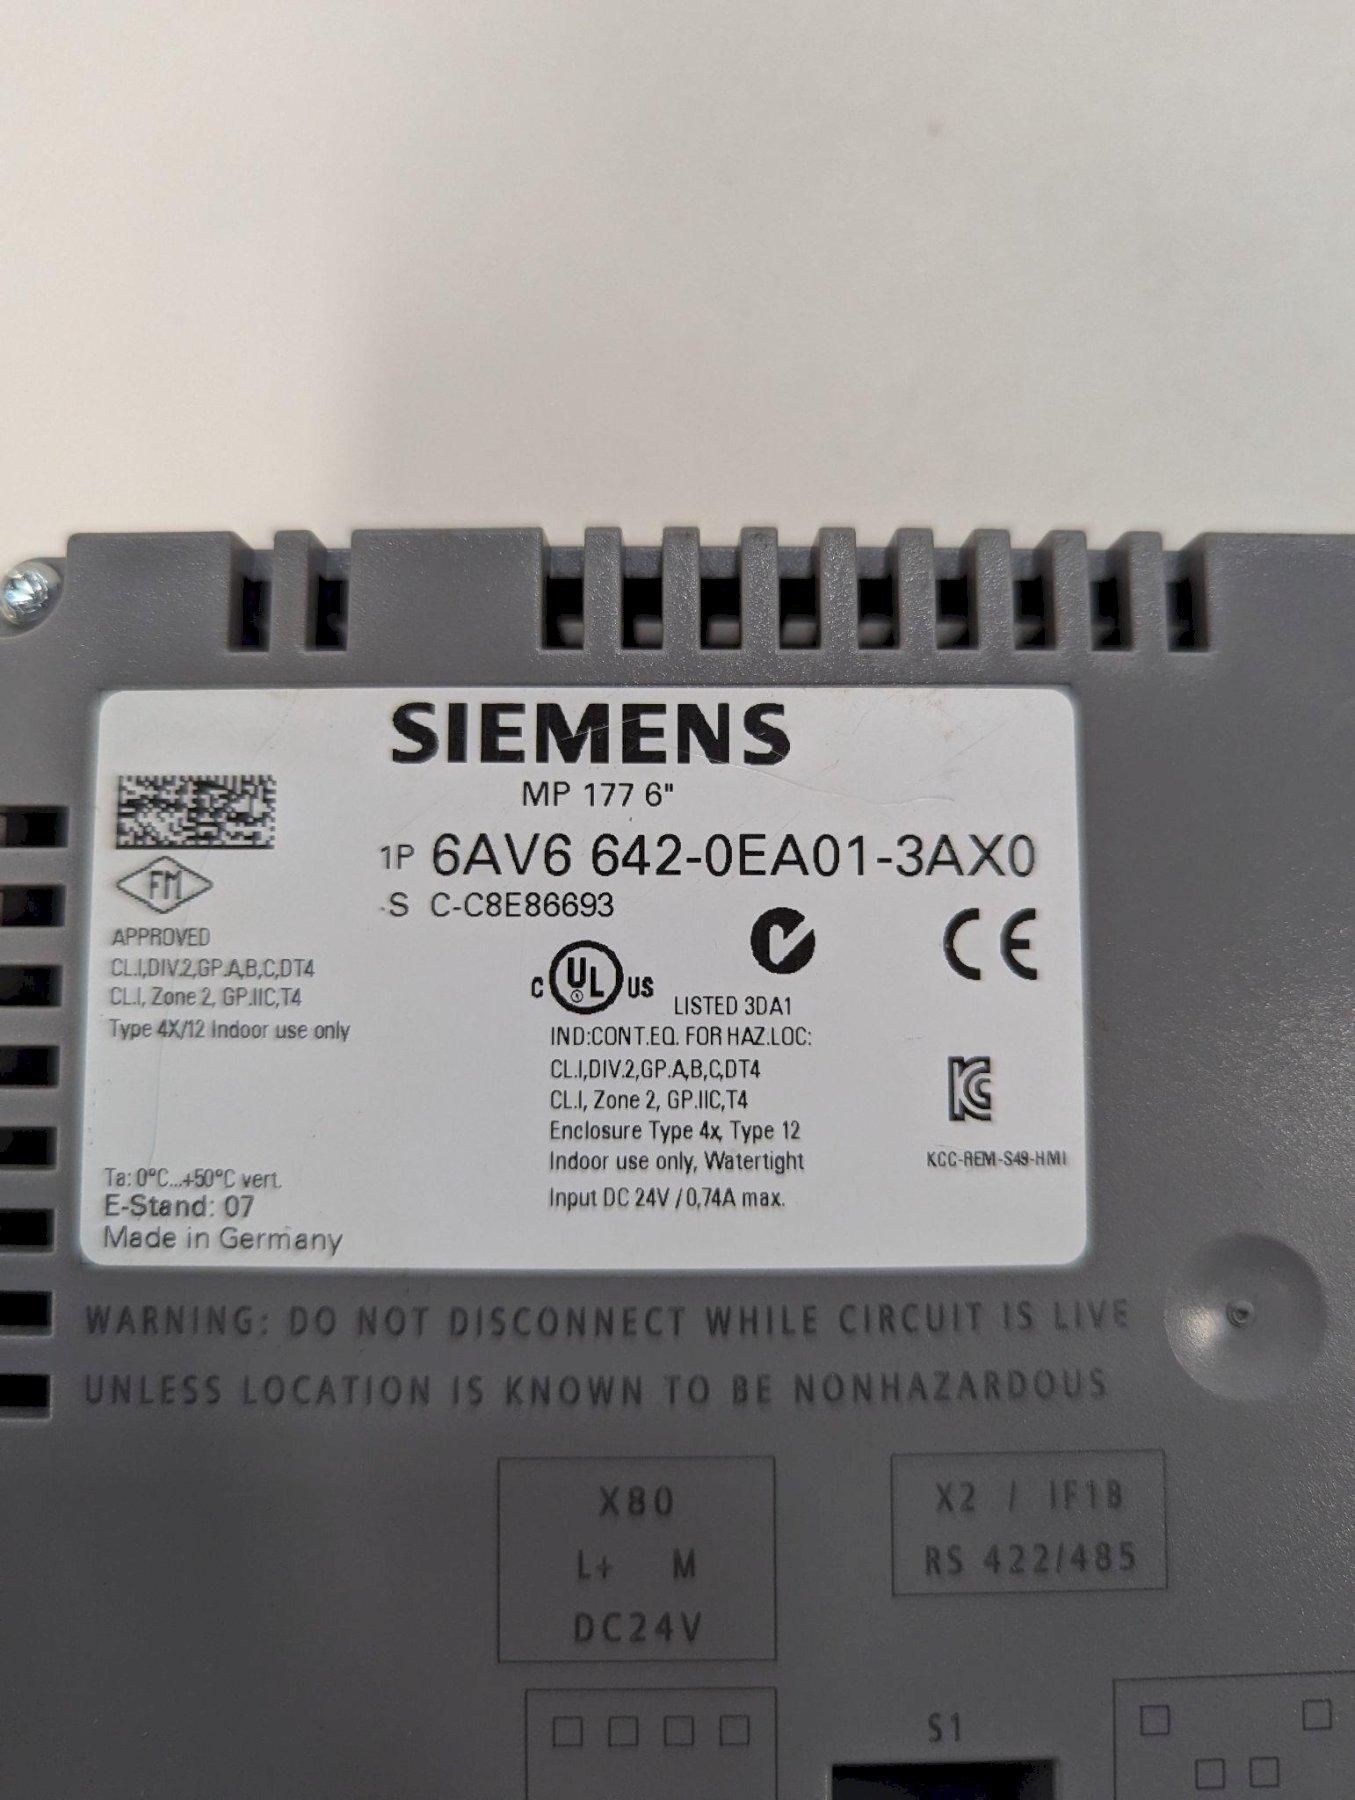 SIEMENS
MP 177 6"
1P 6AV6 642-0EA01-3AX0
S C-C8E86693
FM
APPROVED
CL.I,DIV.2,GP.A,B,C,DT4
CL.I, Zone 2, GP.IIC,T4
Type 4X/12 Indoor use only
C UL US
LISTED 3DA1
CE
IND:CONT.EQ. FOR HAZ.LOC:
CL.I,DIV.2,GP.A,B,C,DT4
CL.I, Zone 2, GP.IIC,T4
Enclosure Type 4x, Type 12
Indoor use only, Watertight
Input DC 24V / 0,74A max.
KCC-REM-S49-HMI
Ta: 0°C...+50°C vert.
E-Stand: 07
Made in Germany
WARNING: DO NOT DISCONNECT WHILE CIRCUIT IS LIVE
UNLESS LOCATION IS KNOWN TO BE NONHAZARDOUS
X80
L+ M
DC24V
X2 / IF1B
RS 422/485
S1